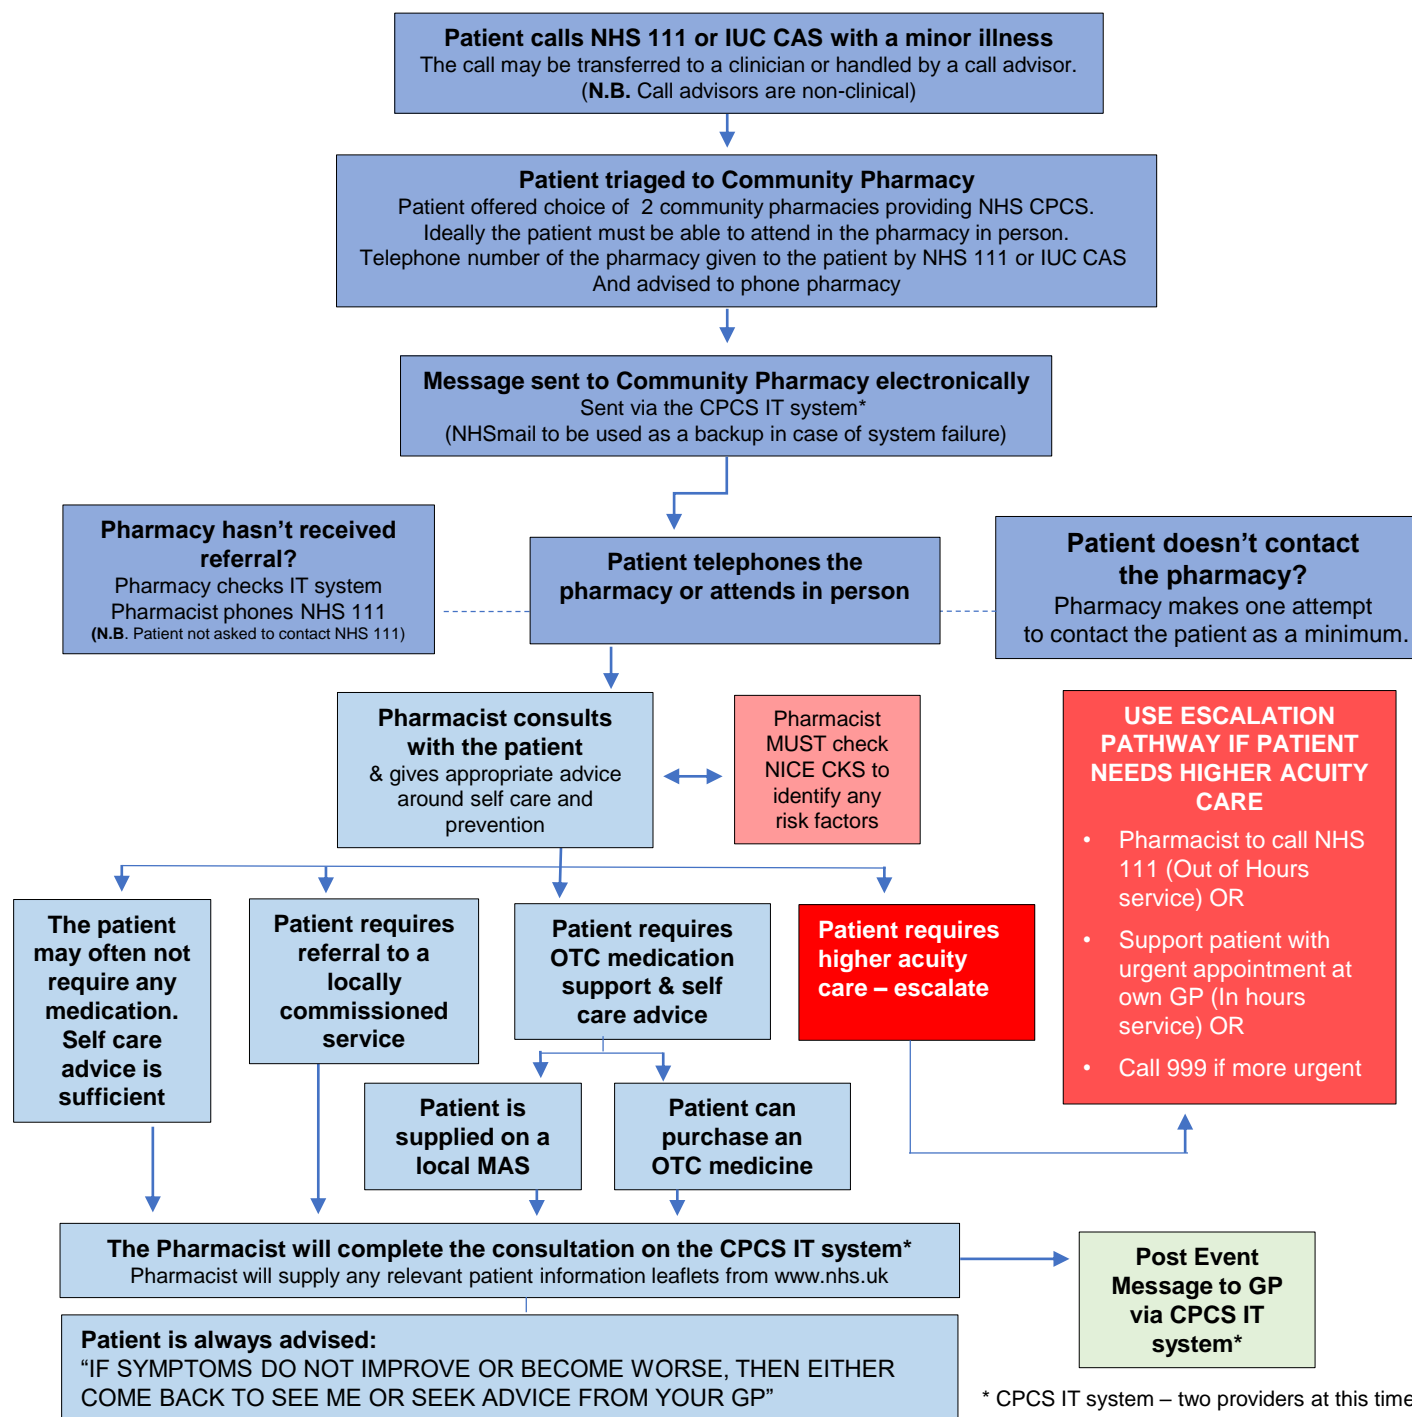 Patient calls NHS 111 or IUC CAS with a minor illness
The call may be transferred to a clinician or handled by a call advisor.
(N.B. Call advisors are non-clinical)
Patient triaged to Community Pharmacy
Patient offered choice of 2 community pharmacies providing NHS CPCS.
Ideally the patient must be able to attend in the pharmacy in person.
Telephone number of the pharmacy given to the patient by NHS 111 or IUC CAS
And advised to phone pharmacy
Message sent to Community Pharmacy electronically
Sent via the CPCS IT system*
(NHSmail to be used as a backup in case of system failure)
Pharmacy hasn’t received
referral?
Pharmacy checks IT system
Pharmacist phones NHS 111
(N.B. Patient not asked to contact NHS 111)
Patient telephones the
pharmacy or attends in person
Patient doesn’t contact
the pharmacy?
Pharmacy makes one attempt
to contact the patient as a minimum.
Pharmacist consults
with the patient
& gives appropriate advice
around self care and
prevention
Pharmacist
MUST check
NICE CKS to
identify any
risk factors
USE ESCALATION
PATHWAY IF PATIENT
NEEDS HIGHER ACUITY
CARE
• Pharmacist to call NHS
111 (Out of Hours
service) OR
• Support patient with
urgent appointment at
own GP (In hours
service) OR
• Call 999 if more urgent
The patient
may often not
require any
medication.
Self care
advice is
sufficient
Patient requires
referral to a
locally
commissioned
service
Patient requires
OTC medication
support & self
care advice
Patient requires
higher acuity
care – escalate
Patient is
supplied on a
local MAS
Patient can
purchase an
OTC medicine
The Pharmacist will complete the consultation on the CPCS IT system*
Pharmacist will supply any relevant patient information leaflets from www.nhs.uk
Post Event
Message to GP
via CPCS IT
system*
Patient is always advised:
“IF SYMPTOMS DO NOT IMPROVE OR BECOME WORSE, THEN EITHER
COME BACK TO SEE ME OR SEEK ADVICE FROM YOUR GP”
* CPCS IT system – two providers at this time